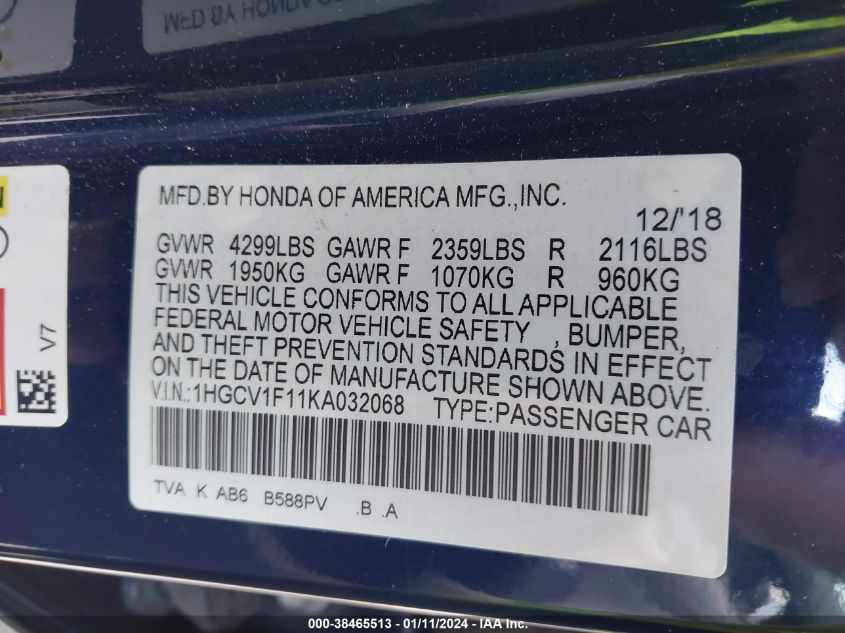 MFD BY HONDA
MFD.BY HONDA OF AMERICA MFG.,INC.
12/'18
GVWR 4299LBS GAWR F 2359LBS R 2116LBS
GVWR 1950KG GAWR F 1070KG R 960KG
THIS VEHICLE CONFORMS TO ALL APPLICABLE
FEDERAL MOTOR VEHICLE SAFETY , BUMPER,
AND THEFT PREVENTION STANDARDS IN EFFECT
ON THE DATE OF MANUFACTURE SHOWN ABOVE.
V.I.N.:1HGCV1F11KA032068 TYPE:PASSENGER CAR
TVA K AB6 B588PV .B .A
V7
000-38465513 - 01/11/2024 - IAA Inc.